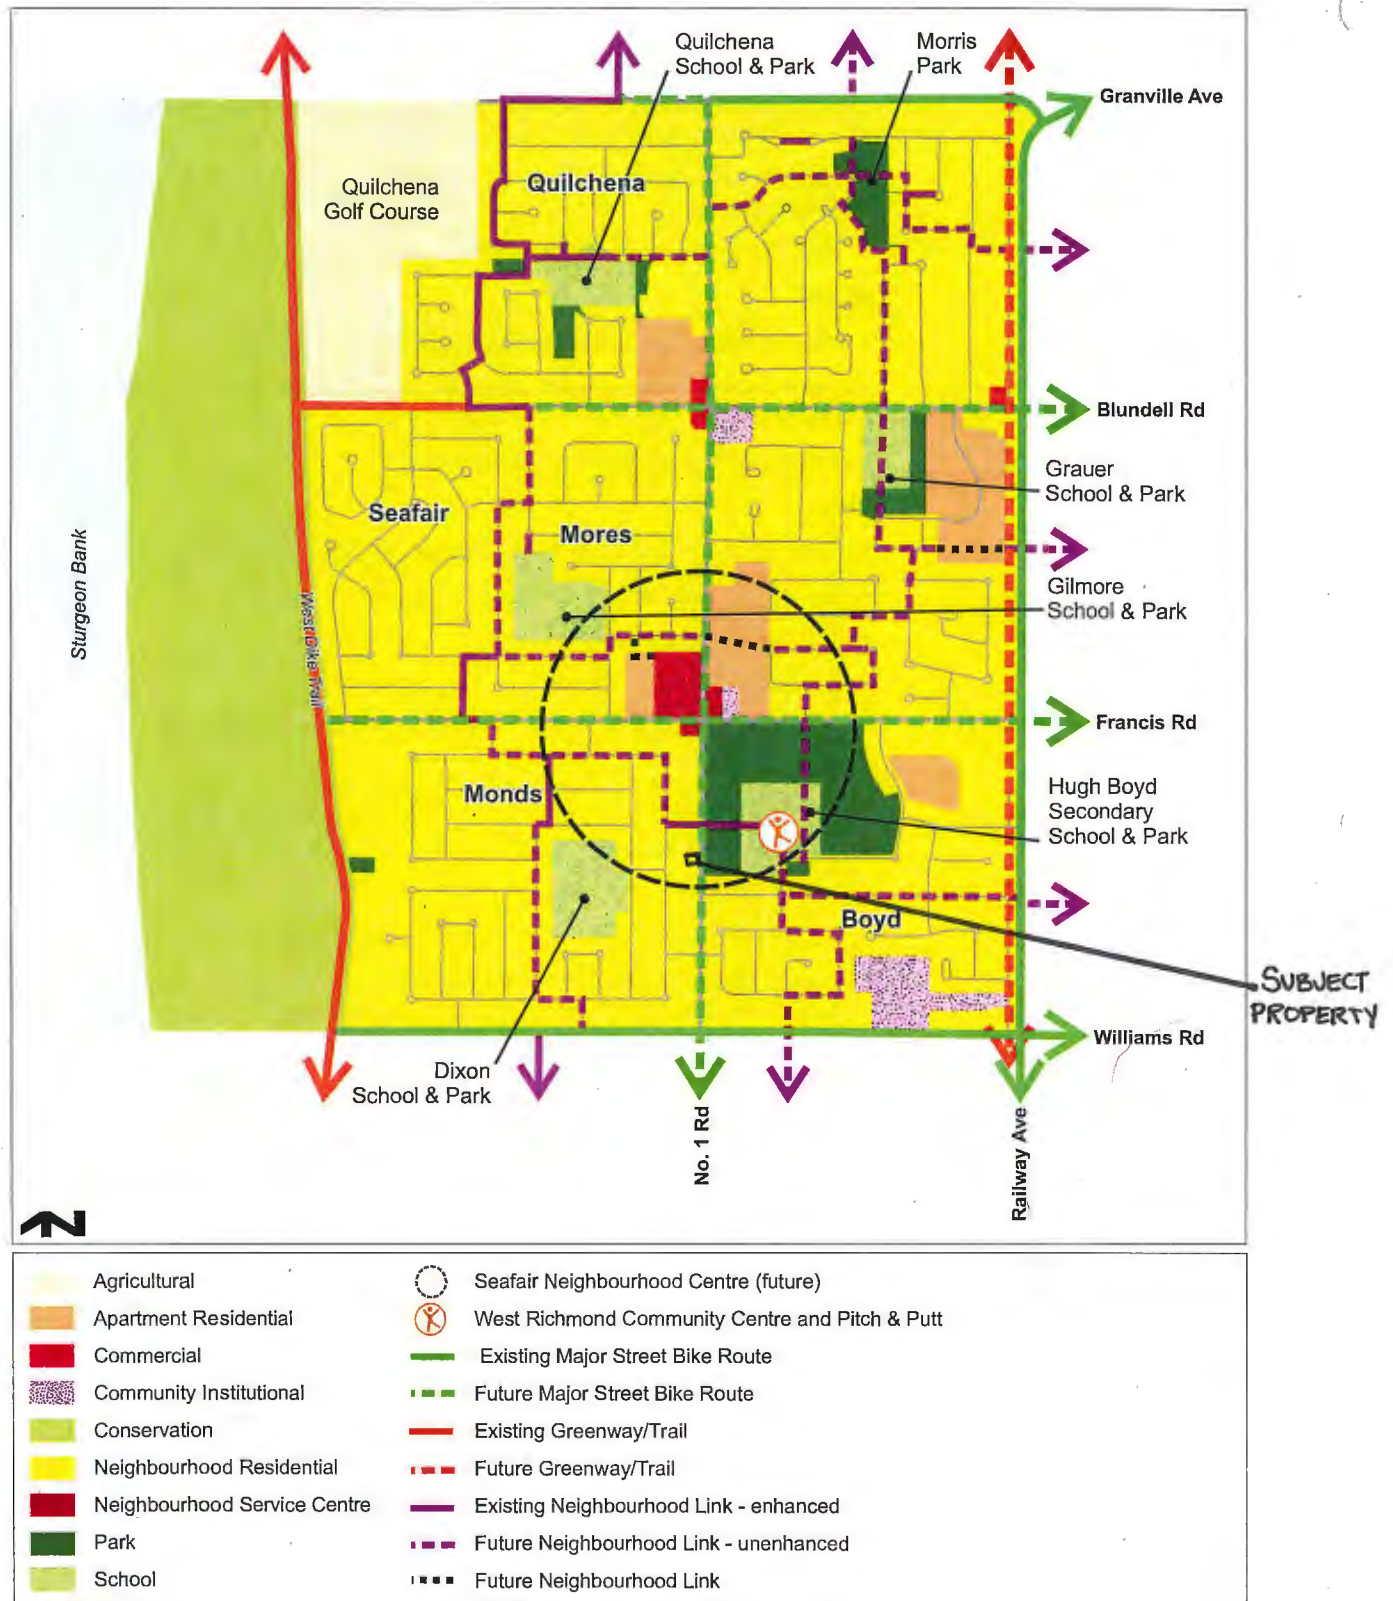 Quilchena
School & Park
Morris
Park
Granville Ave
Quilchena
Golf Course
Quilchena
Blundell Rd
Grauer
School & Park
Seafair
Mores
Sturgeon Bank
West Dike Trail
Gilmore
School & Park
Francis Rd
Monds
Hugh Boyd
Secondary
School & Park
Boyd
SUBJECT
PROPERTY
Williams Rd
Dixon
School & Park
No. 1 Rd
Railway Ave
N
Agricultural
Apartment Residential
Commercial
Community Institutional
Conservation
Neighbourhood Residential
Neighbourhood Service Centre
Park
School
Seafair Neighbourhood Centre (future)
West Richmond Community Centre and Pitch & Putt
Existing Major Street Bike Route
Future Major Street Bike Route
Existing Greenway/Trail
Future Greenway/Trail
Existing Neighbourhood Link - enhanced
Future Neighbourhood Link - unenhanced
Future Neighbourhood Link